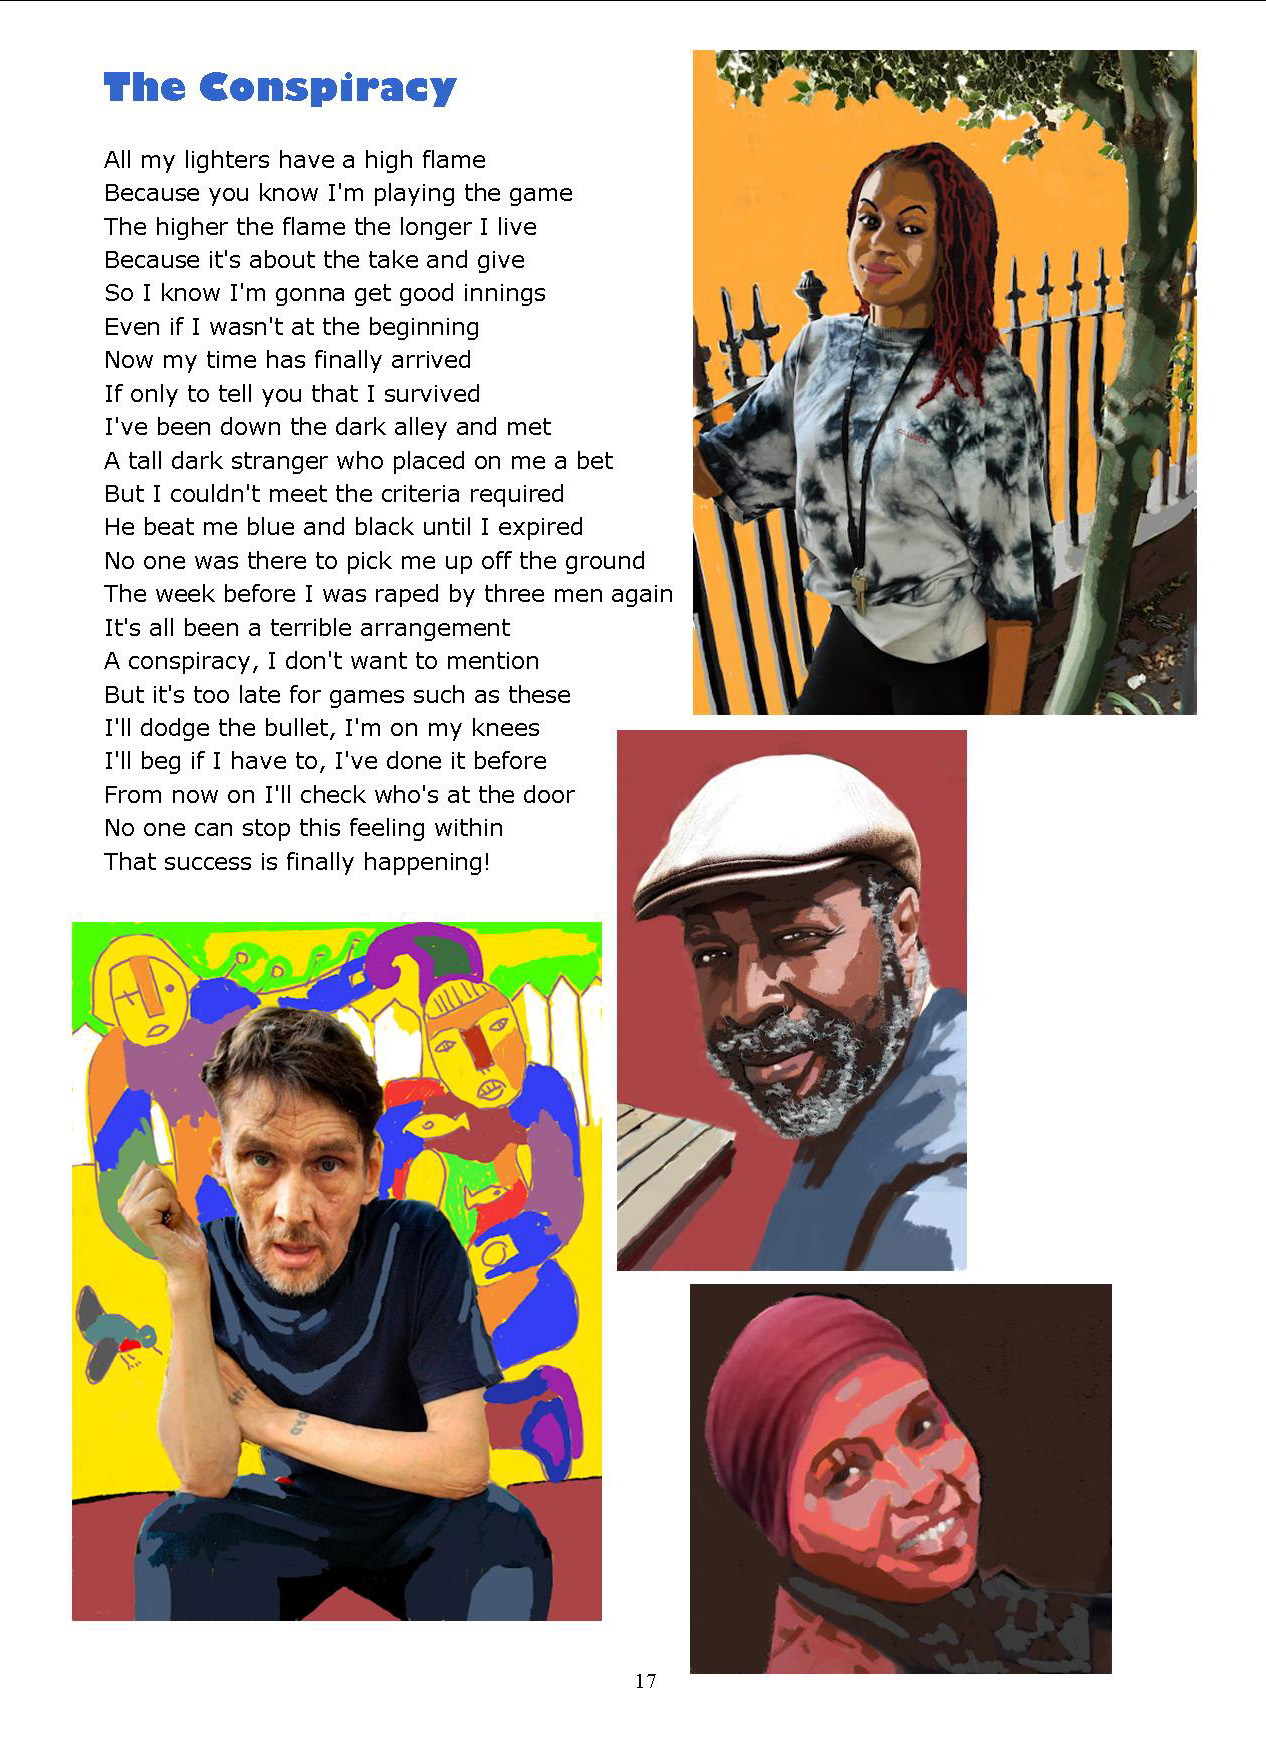 The Conspiracy
All my lighters have a high flame
Because you know I'm playing the game
The higher the flame the longer I live
Because it's about the take and give
So I know I'm gonna get good innings
Even if I wasn't at the beginning
Now my time has finally arrived
If only to tell you that I survived
I've been down the dark alley and met
A tall dark stranger who placed on me a bet
But I couldn't meet the criteria required
He beat me blue and black until I expired
No one was there to pick me up off the ground
The week before I was raped by three men again
It's all been a terrible arrangement
A conspiracy, I don't want to mention
But it's too late for games such as these
I'll dodge the bullet, I'm on my knees
I'll beg if I have to, I've done it before
From now on I'll check who's at the door
No one can stop this feeling within
That success is finally happening!
DAD
17